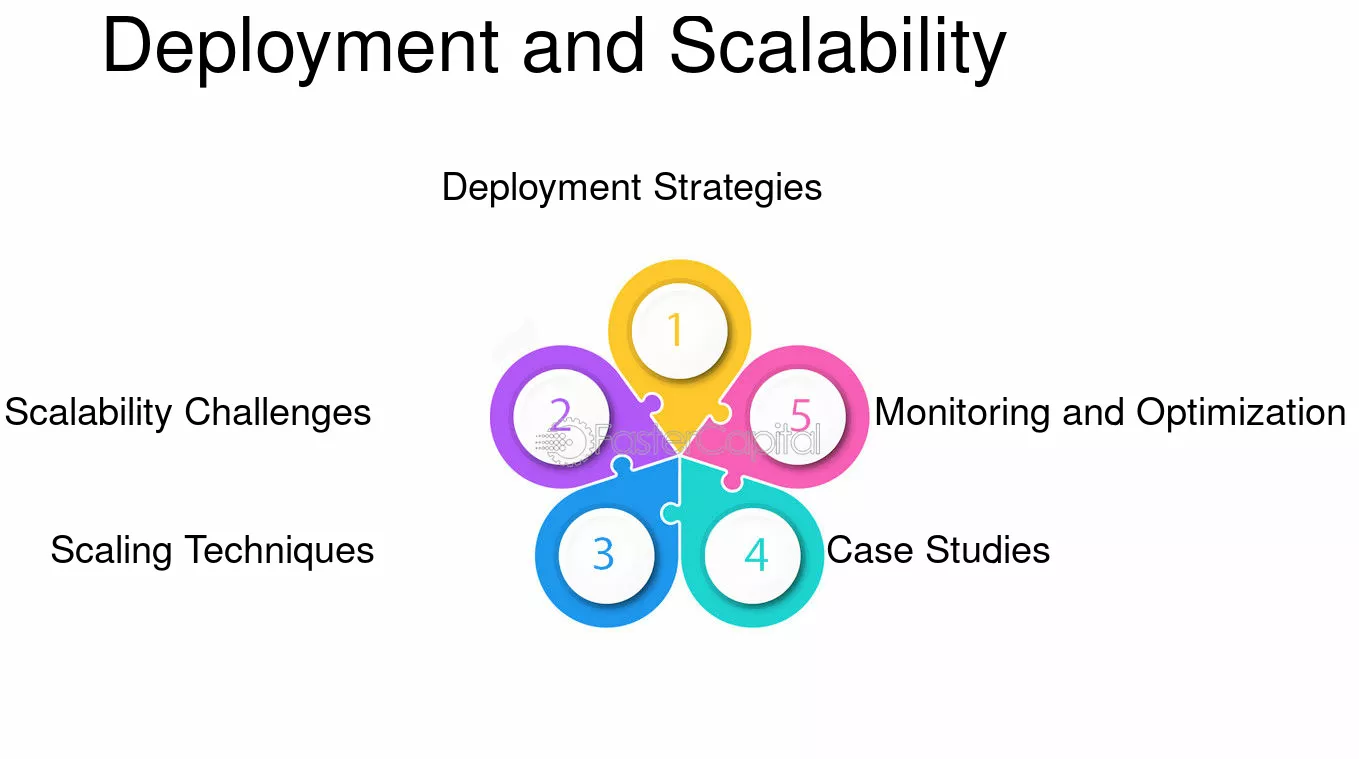 Deployment and Scalability
Deployment Strategies
1
Scalability Challenges
2
5
Monitoring and Optimization
FasterCapital
Scaling Techniques
3
4
Case Studies